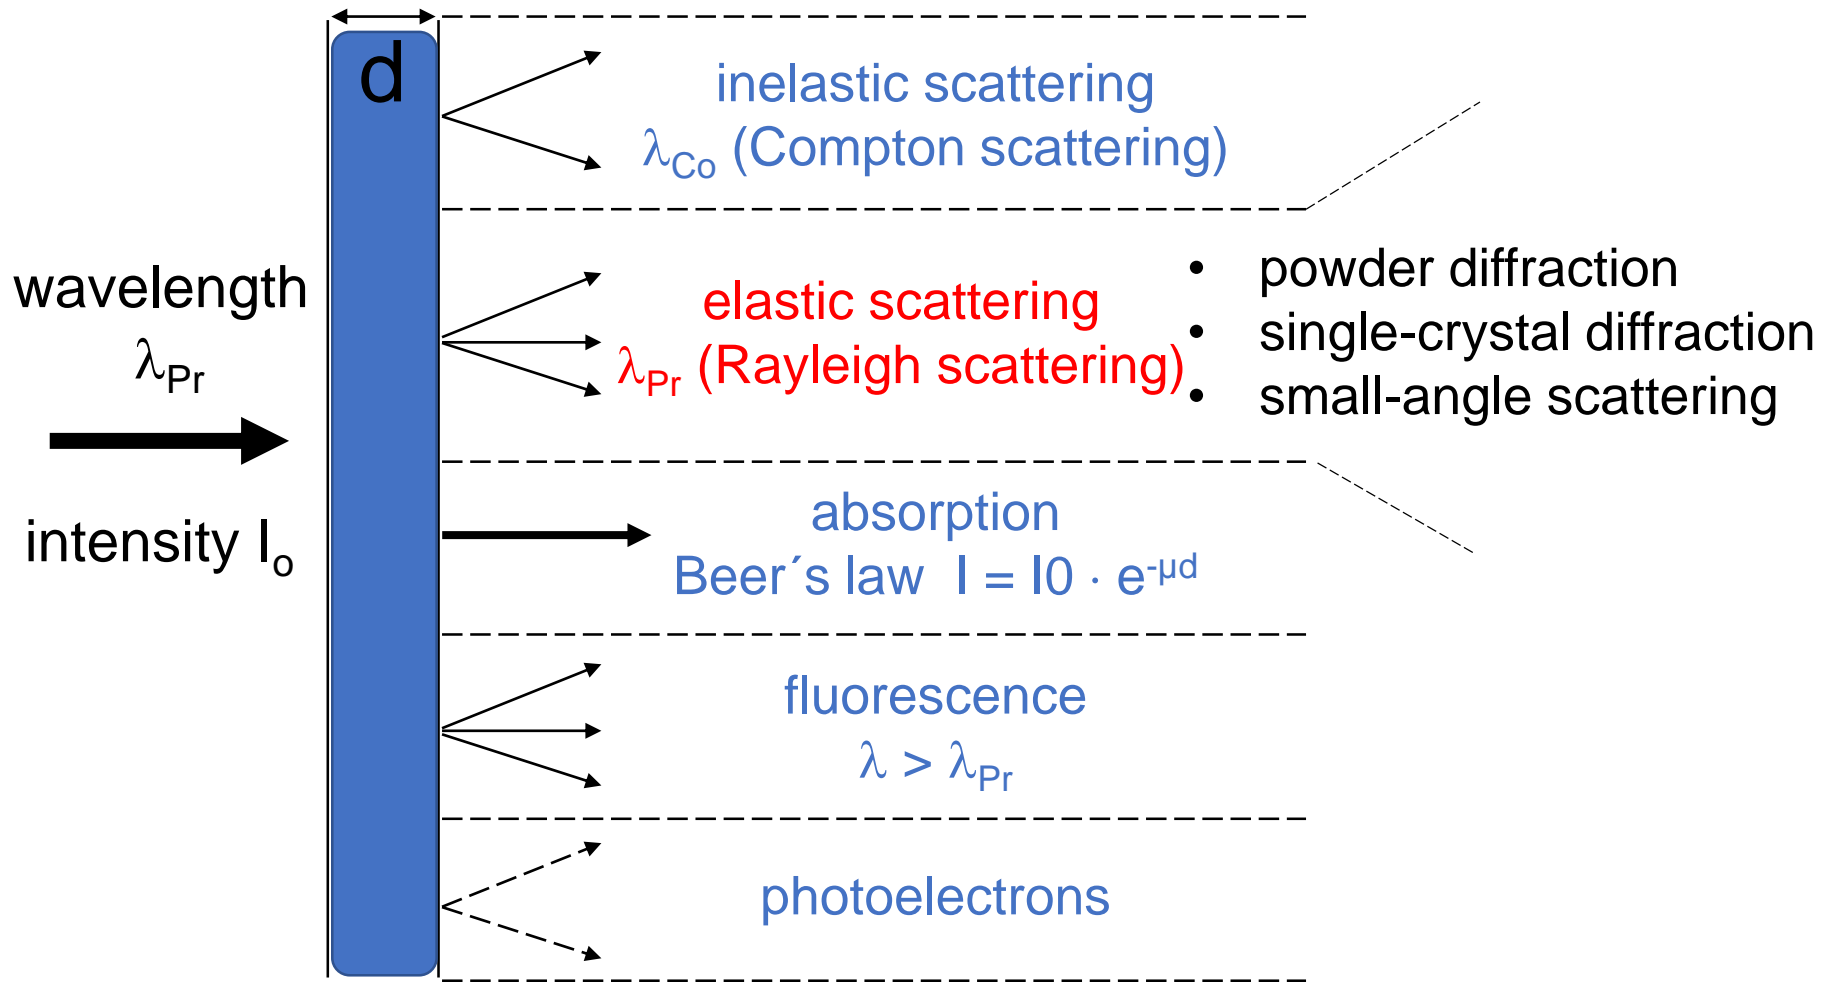 d
inelastic scattering
λCo (Compton scattering)
wavelength
λPr
intensity Io
elastic scattering
λPr (Rayleigh scattering)
• powder diffraction
• single-crystal diffraction
• small-angle scattering
absorption
Beer´s law I = I0 · e-µd
fluorescence
λ > λPr
photoelectrons